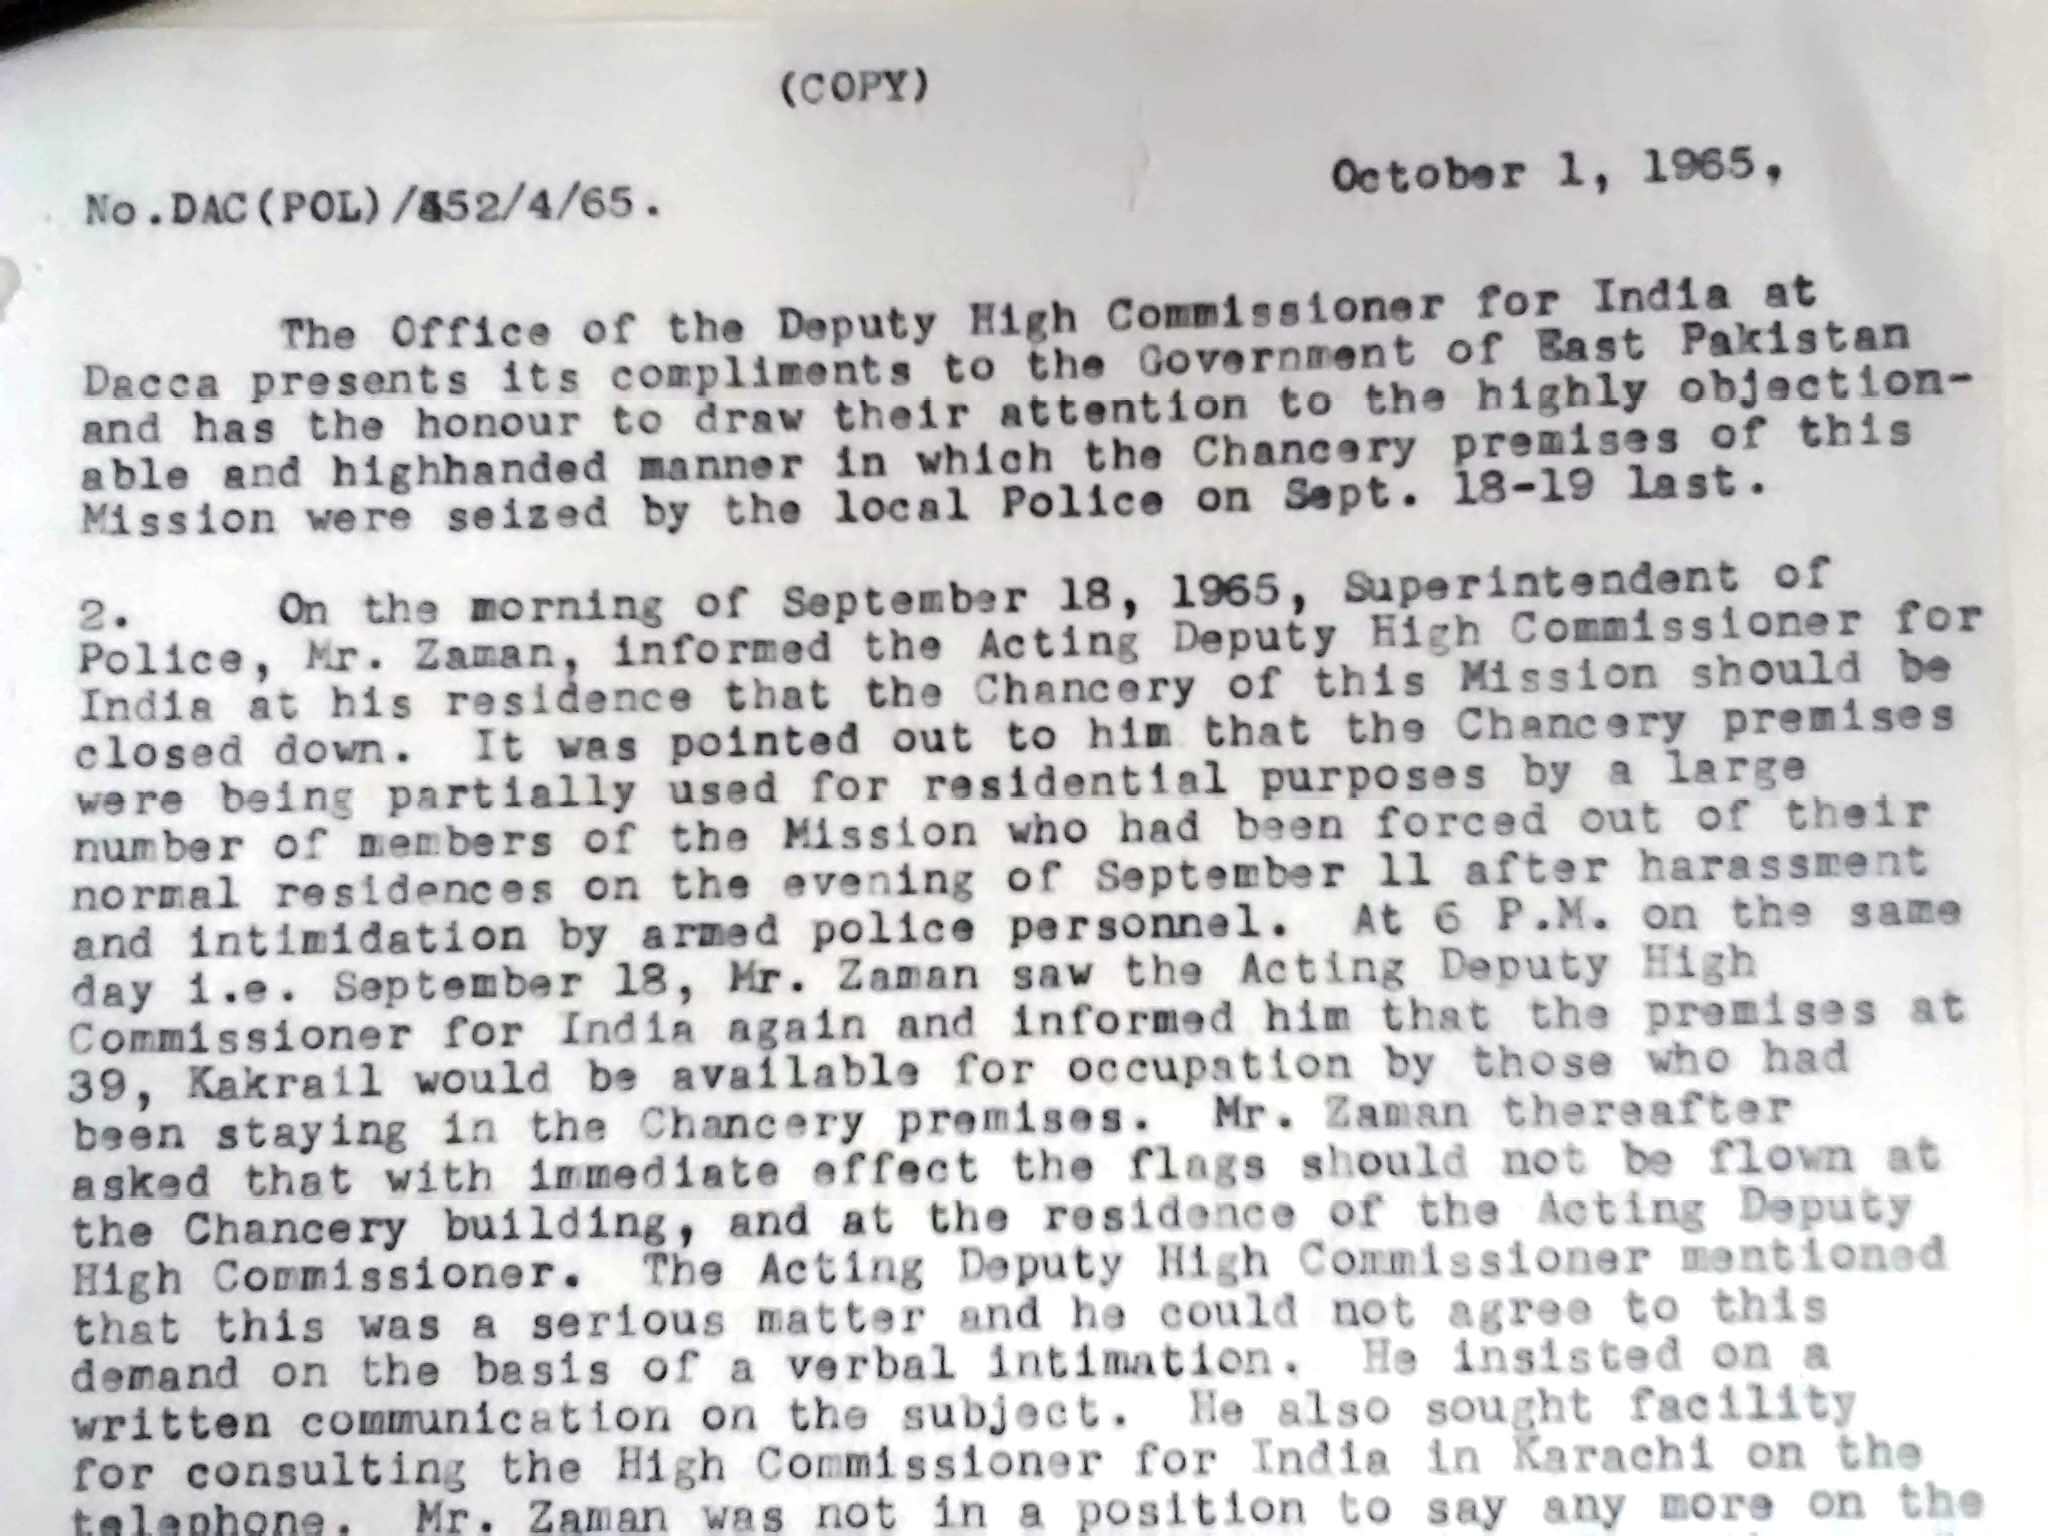 (COPY)
No.DAC(POL)/552/4/65. October 1, 1965,
The Office of the Deputy High Commissioner for India at
Dacca presents its compliments to the Government of East Pakistan
and has the honour to draw their attention to the highly objection-
able and highhanded manner in which the Chancery premises of this
Mission were seized by the local Police on Sept. 18-19 last.
2. On the morning of September 18, 1965, Superintendent of
Police, Mr. Zaman, informed the Acting Deputy High Commissioner for
India at his residence that the Chancery of this Mission should be
closed down. It was pointed out to him that the Chancery premises
were being partially used for residential purposes by a large
number of members of the Mission who had been forced out of their
normal residences on the evening of September 11 after harassment
and intimidation by armed police personnel. At 6 P.M. on the same
day i.e. September 18, Mr. Zaman saw the Acting Deputy High
Commissioner for India again and informed him that the premises at
39, Kakrail would be available for occupation by those who had
been staying in the Chancery premises. Mr. Zaman thereafter
asked that with immediate effect the flags should not be flown at
the Chancery building, and at the residence of the Acting Deputy
High Commissioner. The Acting Deputy High Commissioner mentioned
that this was a serious matter and he could not agree to this
demand on the basis of a verbal intimation. He insisted on a
written communication on the subject. He also sought facility
for consulting the High Commissioner for India in Karachi on the
telephone. Mr. Zaman was not in a position to say any more on the